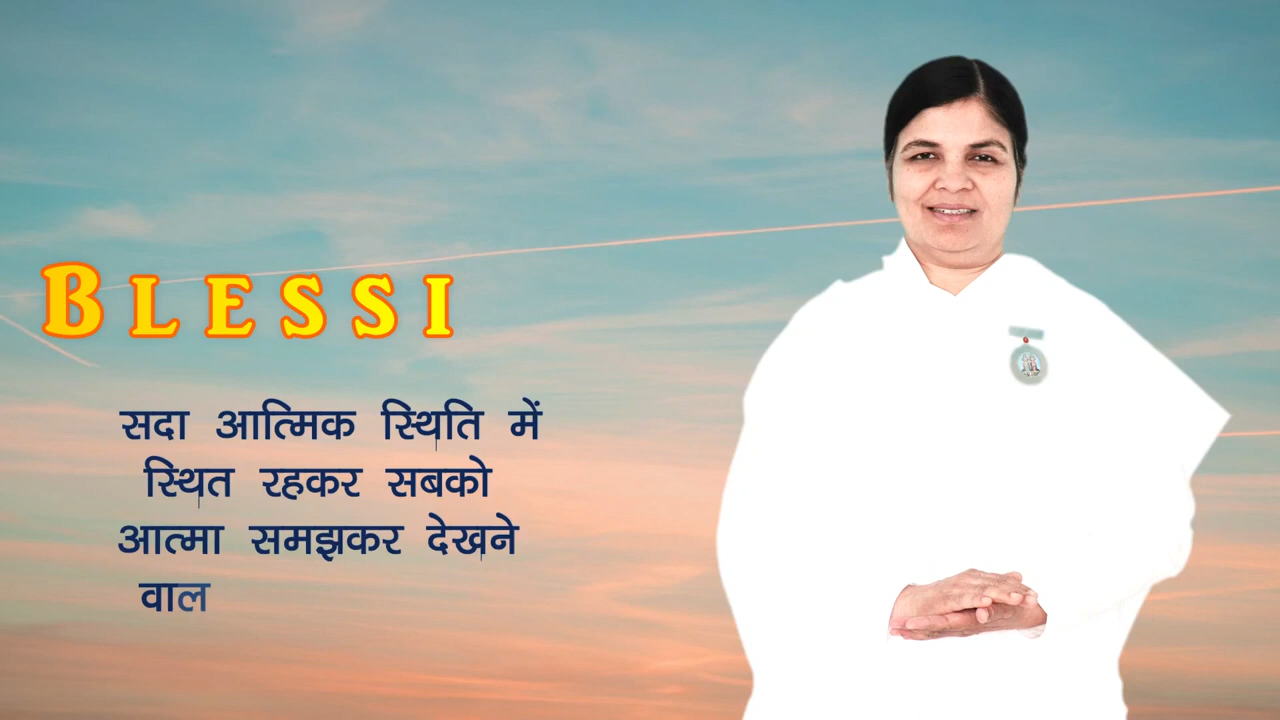 BLESSI
सदा आत्मिक स्थिति में
स्थित रहकर सबको
आत्मा समझकर देखने
वाल